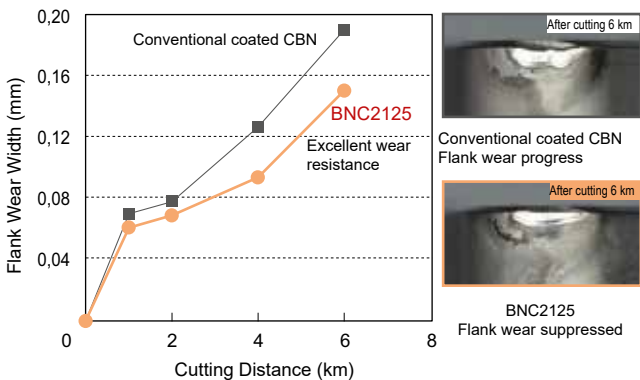 0,20
0,16
0,12
0,08
0,04
0
2
4
6
8
Flank Wear Width (mm)
Cutting Distance (km)
Conventional coated CBN
BNC2125
Excellent wear
resistance
After cutting 6 km
Conventional coated CBN
Flank wear progress
After cutting 6 km
BNC2125
Flank wear suppressed